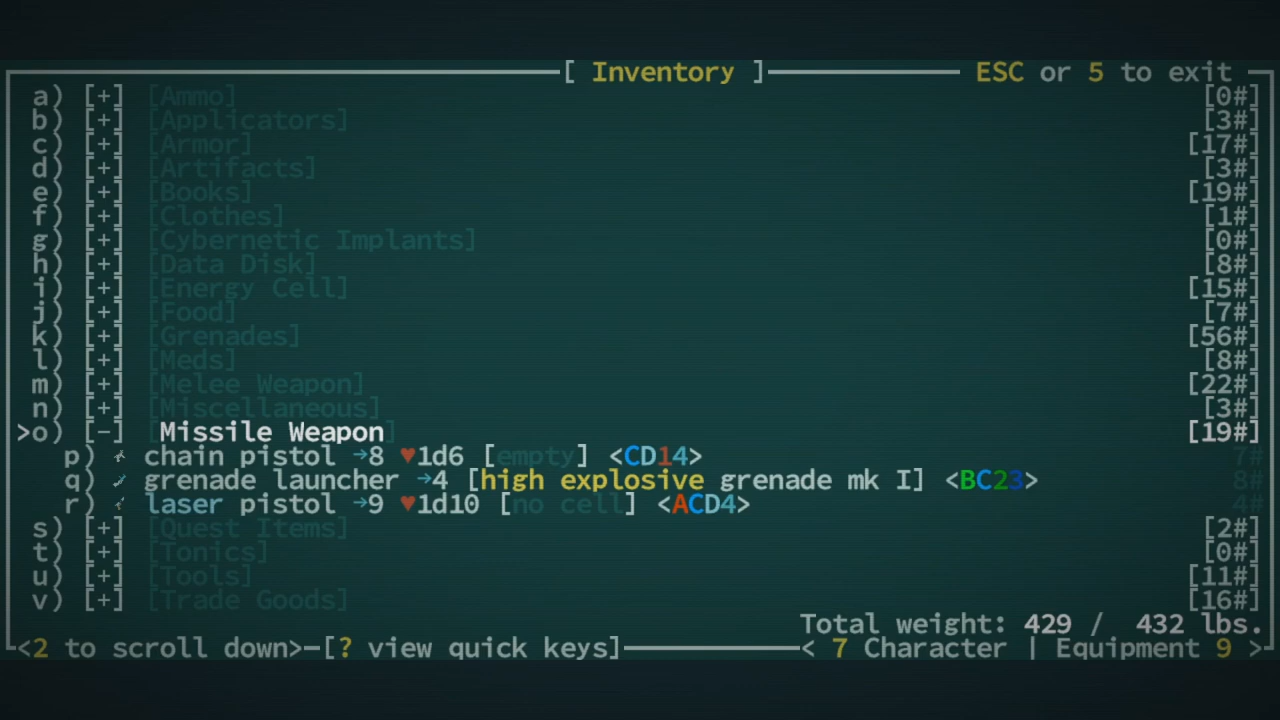 [ Inventory ] ESC or 5 to exit
a) [+] [Ammo] [0#]
b) [+] [Applicators] [3#]
c) [+] [Armor] [17#]
d) [+] [Artifacts] [3#]
e) [+] [Books] [19#]
f) [+] [Clothes] [1#]
g) [+] [Cybernetic Implants] [0#]
h) [+] [Data Disk] [8#]
i) [+] [Energy Cell] [15#]
j) [+] [Food] [7#]
k) [+] [Grenades] [56#]
l) [+] [Meds] [8#]
m) [+] [Melee Weapon] [22#]
n) [+] [Miscellaneous] [3#]
>o) [-] [Missile Weapon] [19#]
p) chain pistol →8 ♥1d6 [empty] <CD14> 7#
q) grenade launcher →4 [high explosive grenade mk I] <BC23> 8#
r) laser pistol →9 ♥1d10 [no cell] <ACD4> 4#
s) [+] [Quest Items] [2#]
t) [+] [Tonics] [0#]
u) [+] [Tools] [11#]
v) [+] [Trade Goods] [16#]
Total weight: 429 / 432 lbs.
<2 to scroll down> [? view quick keys] < 7 Character | Equipment 9 >